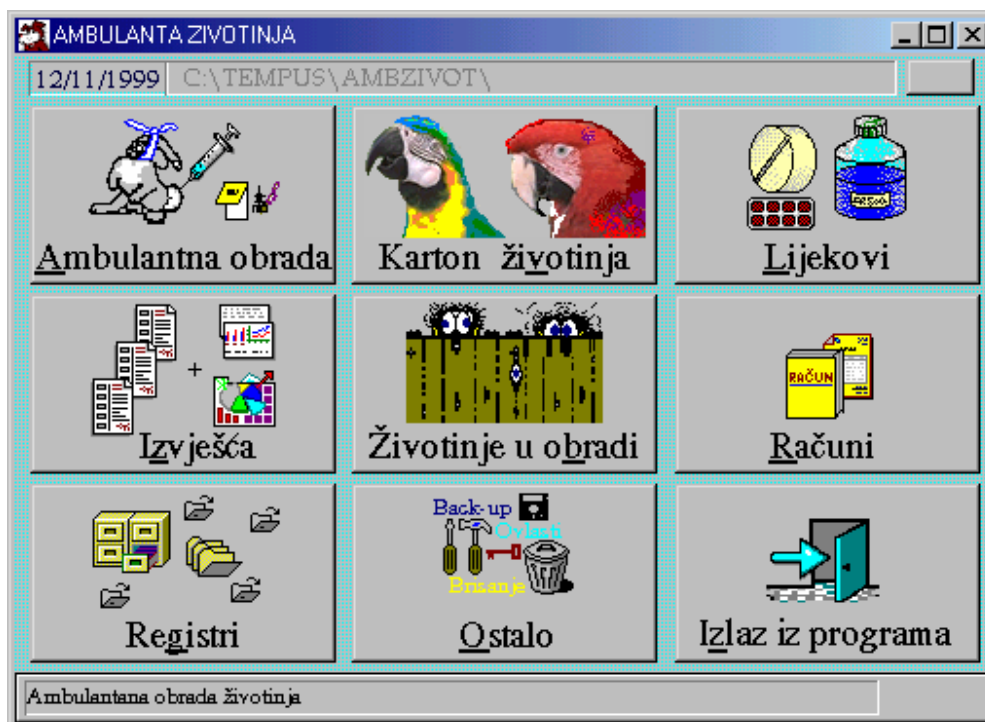 AMBULANTA ZIVOTINJA
12/11/1999 C:\TEMPUS\AMBZIVOT\
Ambulantna obrada
Karton životinja
Lijekovi
+
Izvješća
Životinje u obradi
RAČUN
Računi
Back-up
Ovlasti
Brisanje
Registri
Ostalo
Izlaz iz programa
Ambulantana obrada životinja